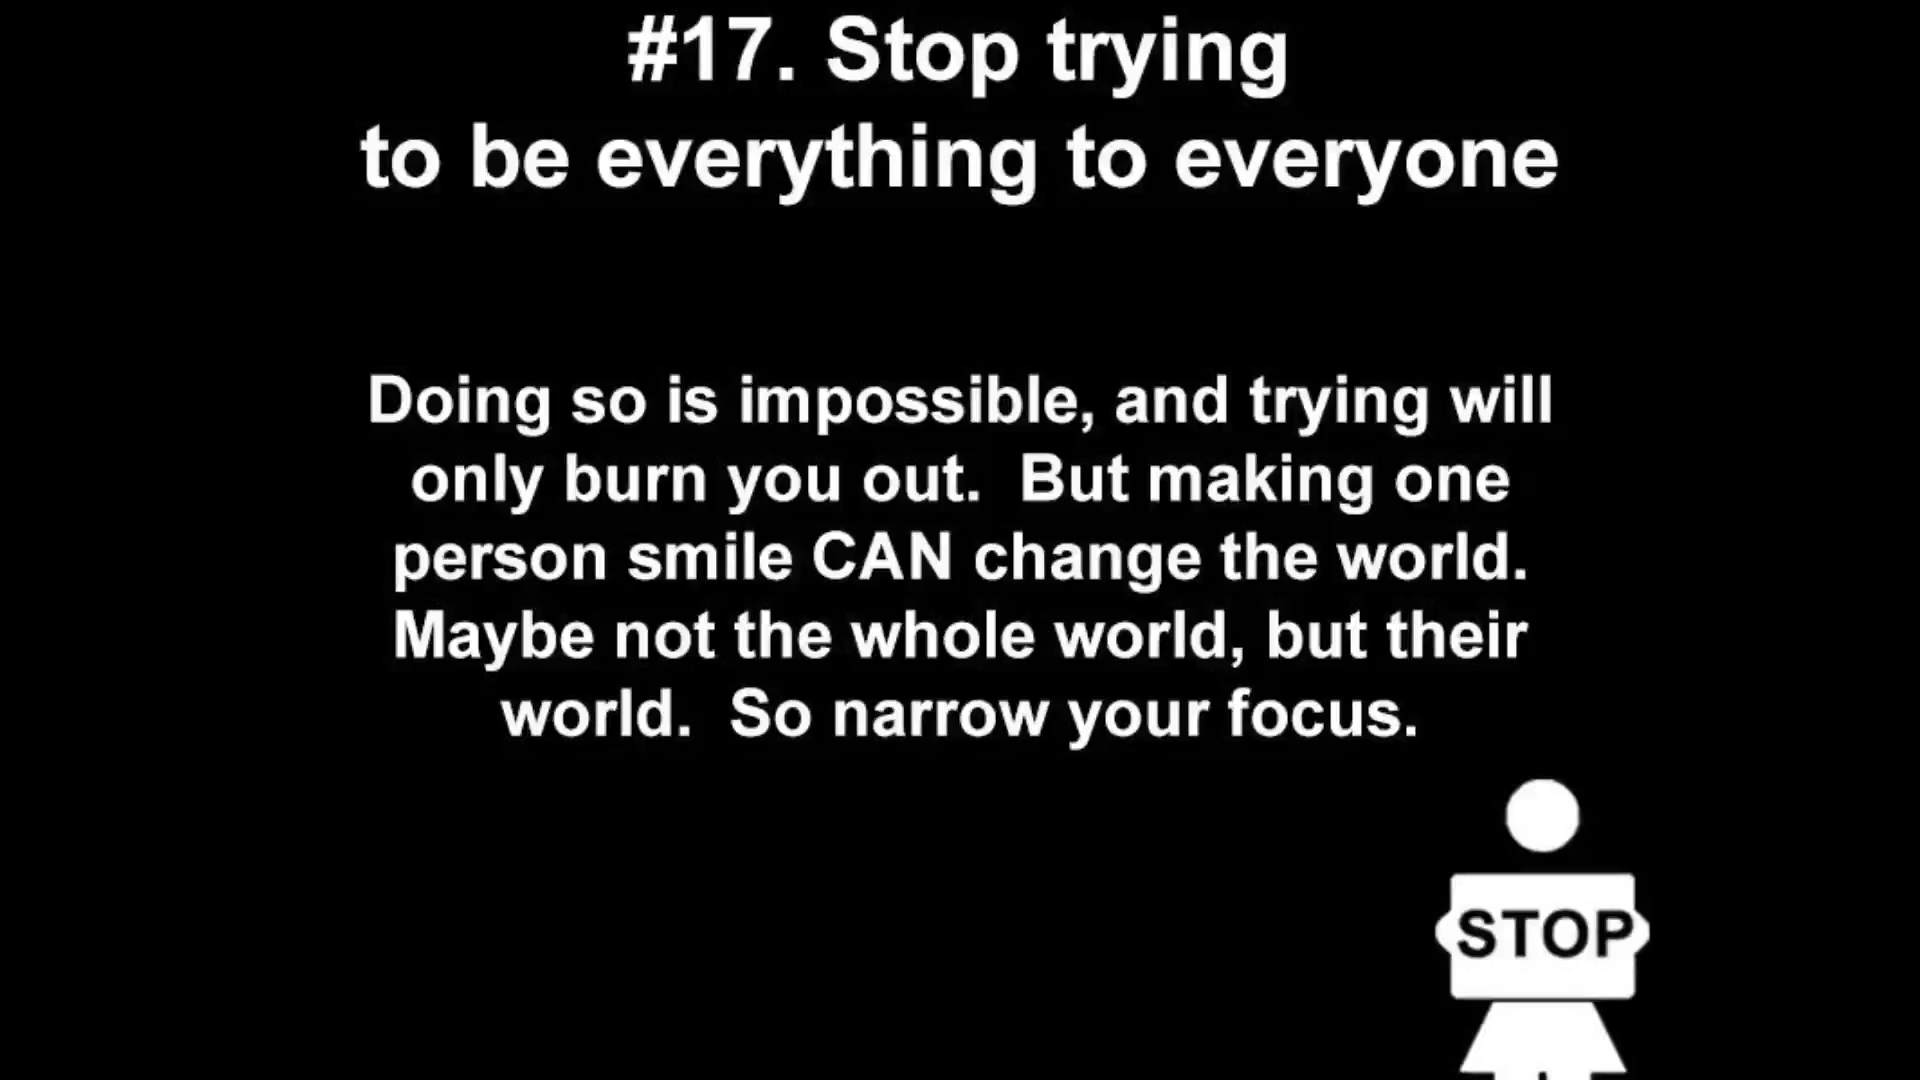 #17. Stop trying
to be everything to everyone
Doing so is impossible, and trying will
only burn you out.  But making one
person smile CAN change the world.
Maybe not the whole world, but their
world.  So narrow your focus.
STOP